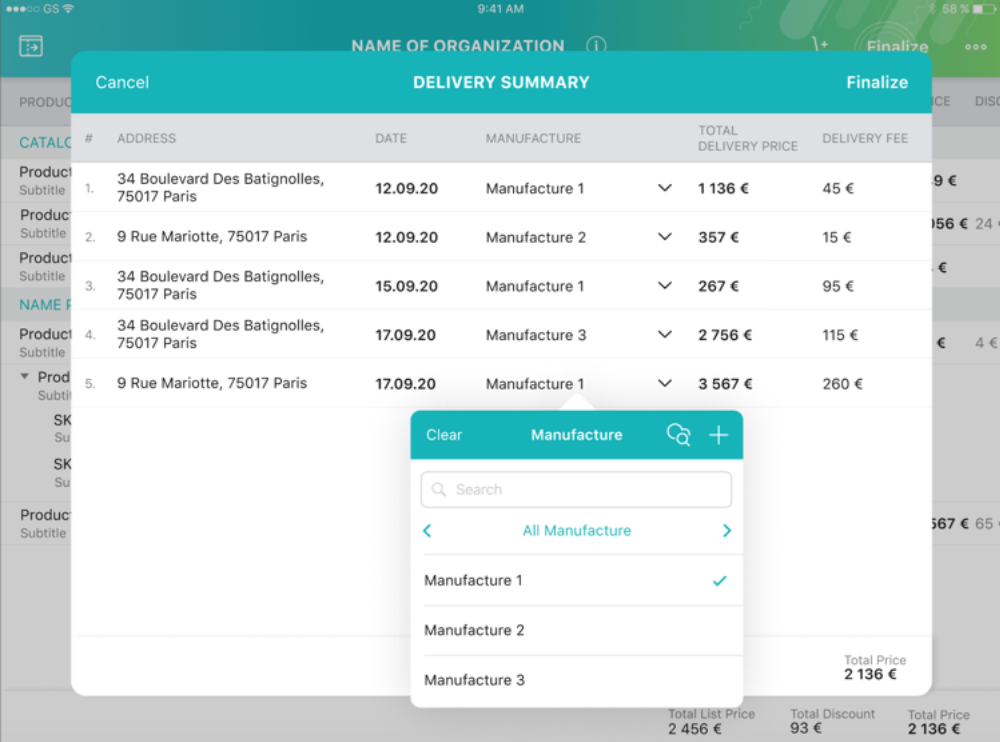 GS
9:41 AM
58 %
NAME OF ORGANIZATION
Finalize
Cancel
DELIVERY SUMMARY
Finalize
#
ADDRESS
DATE
MANUFACTURE
TOTAL
DELIVERY PRICE
DELIVERY FEE
1.
34 Boulevard Des Batignolles,
75017 Paris
12.09.20
Manufacture 1
1 136 €
45 €
2.
9 Rue Mariotte, 75017 Paris
12.09.20
Manufacture 2
357 €
15 €
3.
34 Boulevard Des Batignolles,
75017 Paris
15.09.20
Manufacture 1
267 €
95 €
4.
34 Boulevard Des Batignolles,
75017 Paris
17.09.20
Manufacture 3
2 756 €
115 €
5.
9 Rue Mariotte, 75017 Paris
17.09.20
Manufacture 1
3 567 €
260 €
Clear
Manufacture
Search
All Manufacture
Manufacture 1
Manufacture 2
Manufacture 3
Total Price
2 136 €
PRODUC
CATALO
Product
Subtitle
9 €
Product
Subtitle
056 €
24
Product
Subtitle
€
NAME P
Product
Subtitle
€
4 €
Prod
Subti
SK
Su
SK
Su
Product
Subtitle
567 €
65
ICE
DISC
Total List Price
2 456 €
Total Discount
93 €
Total Price
2 136 €